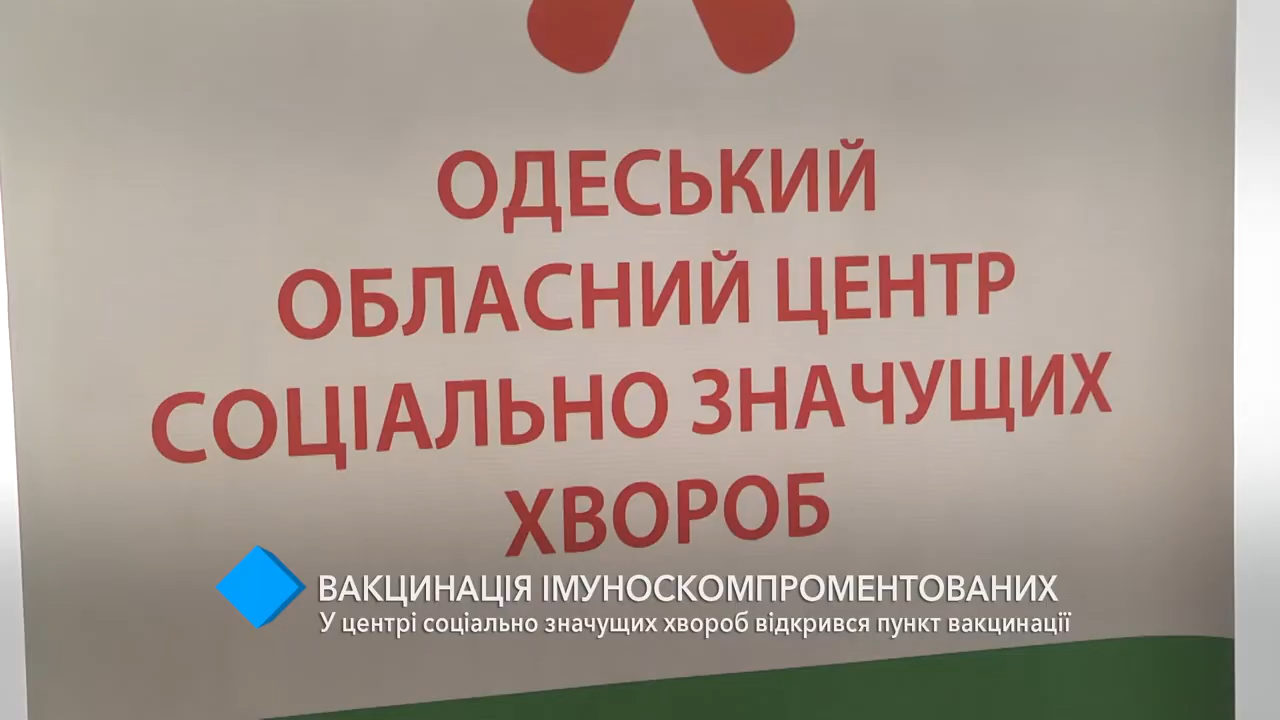 ОДЕСЬКИЙ
ОБЛАСНИЙ ЦЕНТР
СОЦІАЛЬНО ЗНАЧУЩИХ
ХВОРОБ
ВАКЦИНАЦІЯ ІМУНОСКОМПРОМЕНТОВАНИХ
У центрі соціально значущих хвороб відкрився пункт вакцинації